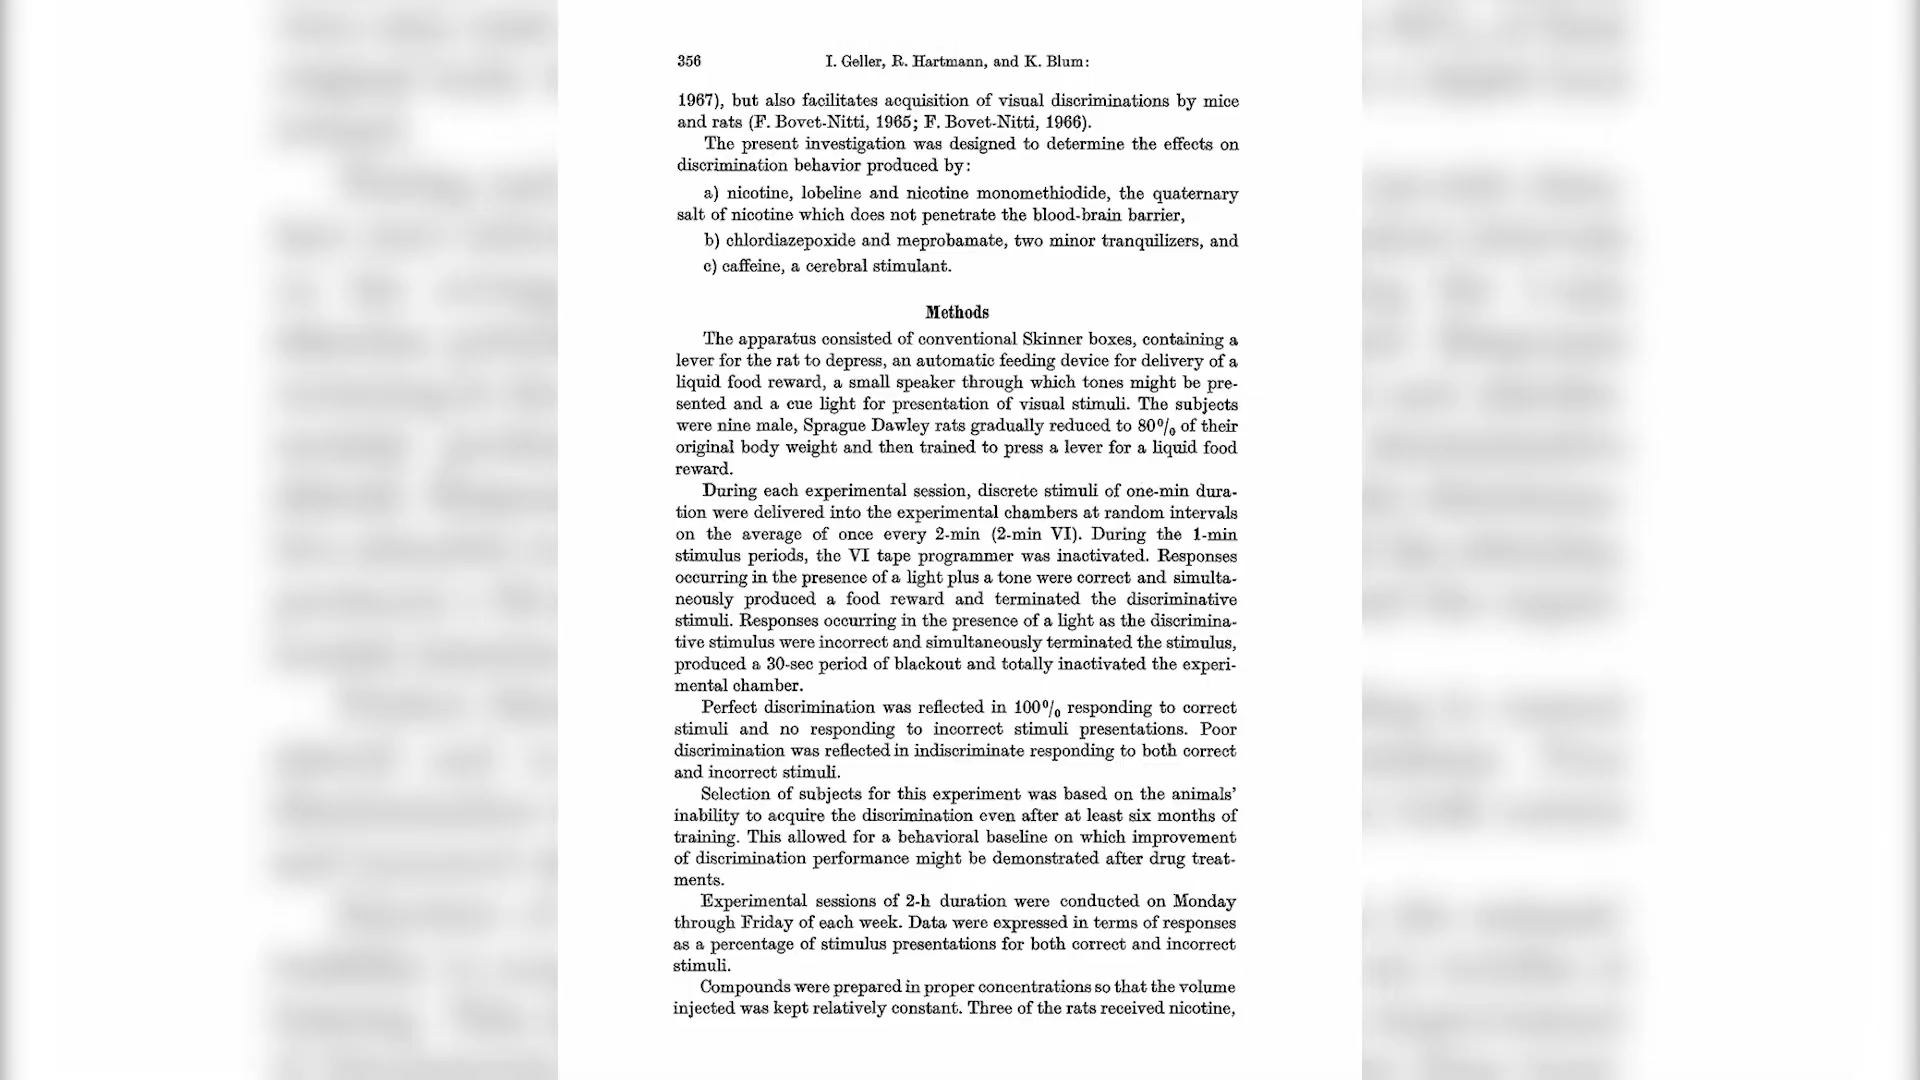 356
I. Geller, R. Hartmann, and K. Blum:
1967), but also facilitates acquisition of visual discriminations by mice
and rats (F. Bovet-Nitti, 1965; F. Bovet-Nitti, 1966).
The present investigation was designed to determine the effects on
discrimination behavior produced by:
a) nicotine, lobeline and nicotine monomethiodide, the quaternary
salt of nicotine which does not penetrate the blood-brain barrier,
b) chlordiazepoxide and meprobamate, two minor tranquilizers, and
c) caffeine, a cerebral stimulant.
Methods
The apparatus consisted of conventional Skinner boxes, containing a
lever for the rat to depress, an automatic feeding device for delivery of a
liquid food reward, a small speaker through which tones might be pre-
sented and a cue light for presentation of visual stimuli. The subjects
were nine male, Sprague Dawley rats gradually reduced to 80% of their
original body weight and then trained to press a lever for a liquid food
reward.
During each experimental session, discrete stimuli of one-min dura-
tion were delivered into the experimental chambers at random intervals
on the average of once every 2-min (2-min VI). During the 1-min
stimulus periods, the VI tape programmer was inactivated. Responses
occurring in the presence of a light plus a tone were correct and simulta-
neously produced a food reward and terminated the discriminative
stimuli. Responses occurring in the presence of a light as the discrimina-
tive stimulus were incorrect and simultaneously terminated the stimulus,
produced a 30-sec period of blackout and totally inactivated the experi-
mental chamber.
Perfect discrimination was reflected in 100% responding to correct
stimuli and no responding to incorrect stimuli presentations. Poor
discrimination was reflected in indiscriminate responding to both correct
and incorrect stimuli.
Selection of subjects for this experiment was based on the animals'
inability to acquire the discrimination even after at least six months of
training. This allowed for a behavioral baseline on which improvement
of discrimination performance might be demonstrated after drug treat-
ments.
Experimental sessions of 2-h duration were conducted on Monday
through Friday of each week. Data were expressed in terms of responses
as a percentage of stimulus presentations for both correct and incorrect
stimuli.
Compounds were prepared in proper concentrations so that the volume
injected was kept relatively constant. Three of the rats received nicotine,